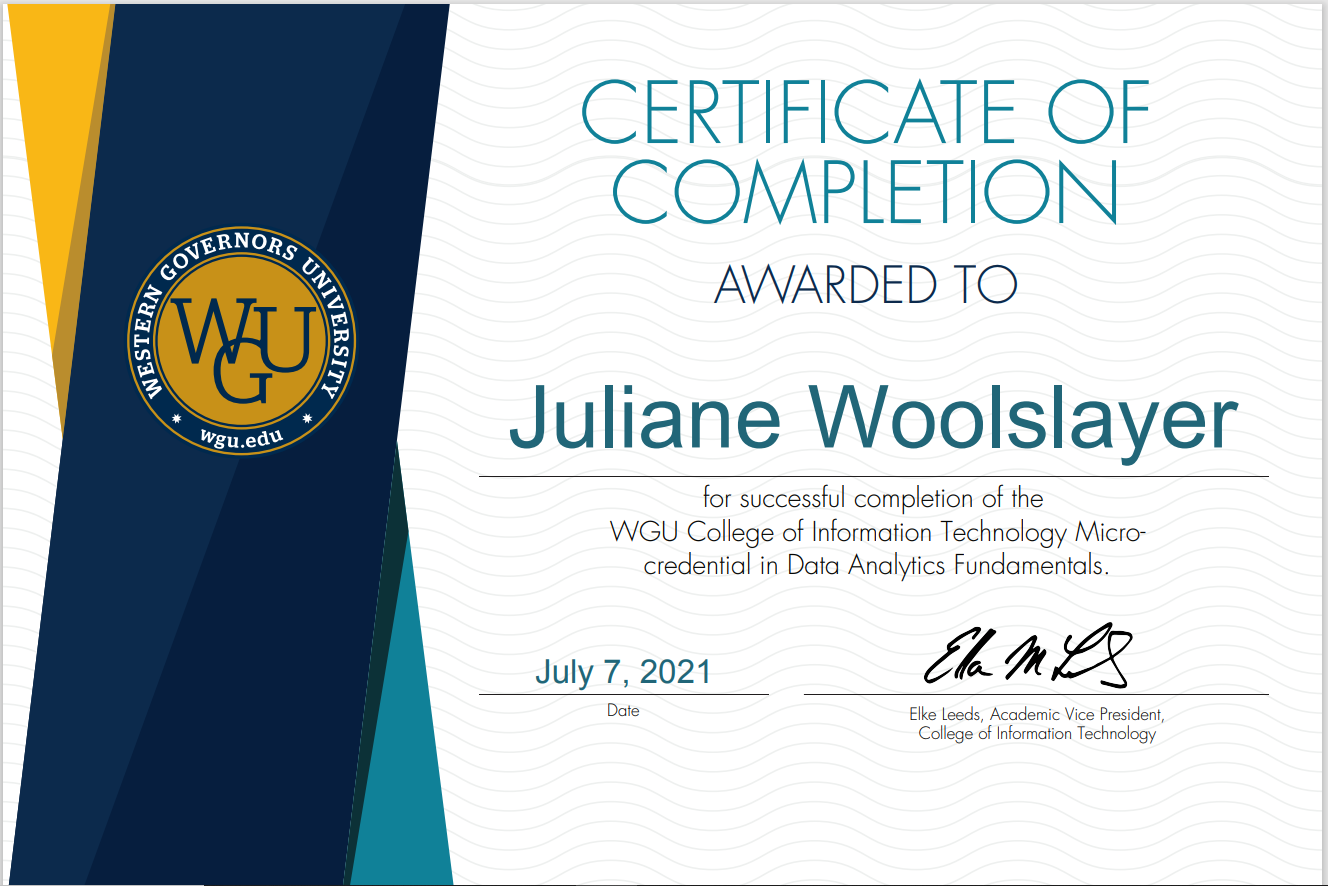 CERTIFICATE OF
COMPLETION
AWARDED TO
WESTERN GOVERNORS UNIVERSITY
WGU
wgu.edu
Juliane Woolslayer
for successful completion of the
WGU College of Information Technology Micro-
credential in Data Analytics Fundamentals.
July 7, 2021
Date
Elke Leeds, Academic Vice President,
College of Information Technology